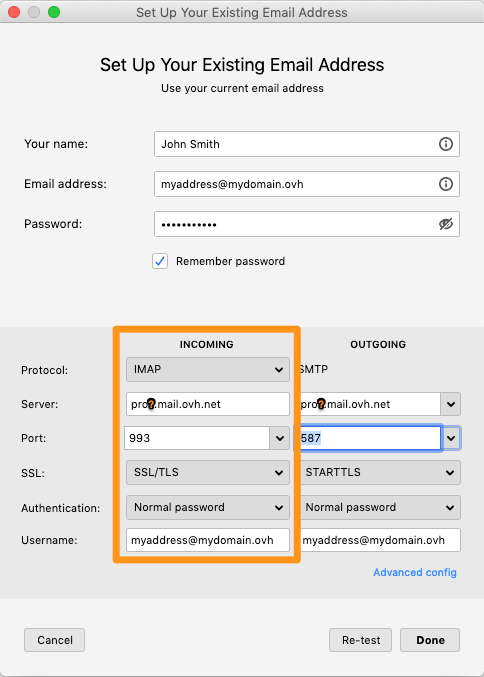 Set Up Your Existing Email Address
Set Up Your Existing Email Address
Use your current email address
Your name: John Smith
Email address: myaddress@mydomain.ovh
Password: •••••••••••
Remember password
INCOMING OUTGOING
Protocol: IMAP SMTP
Server: pro?.mail.ovh.net pro?.mail.ovh.net
Port: 993 587
SSL: SSL/TLS STARTTLS
Authentication: Normal password Normal password
Username: myaddress@mydomain.ovh myaddress@mydomain.ovh
Advanced config
Cancel Re-test Done